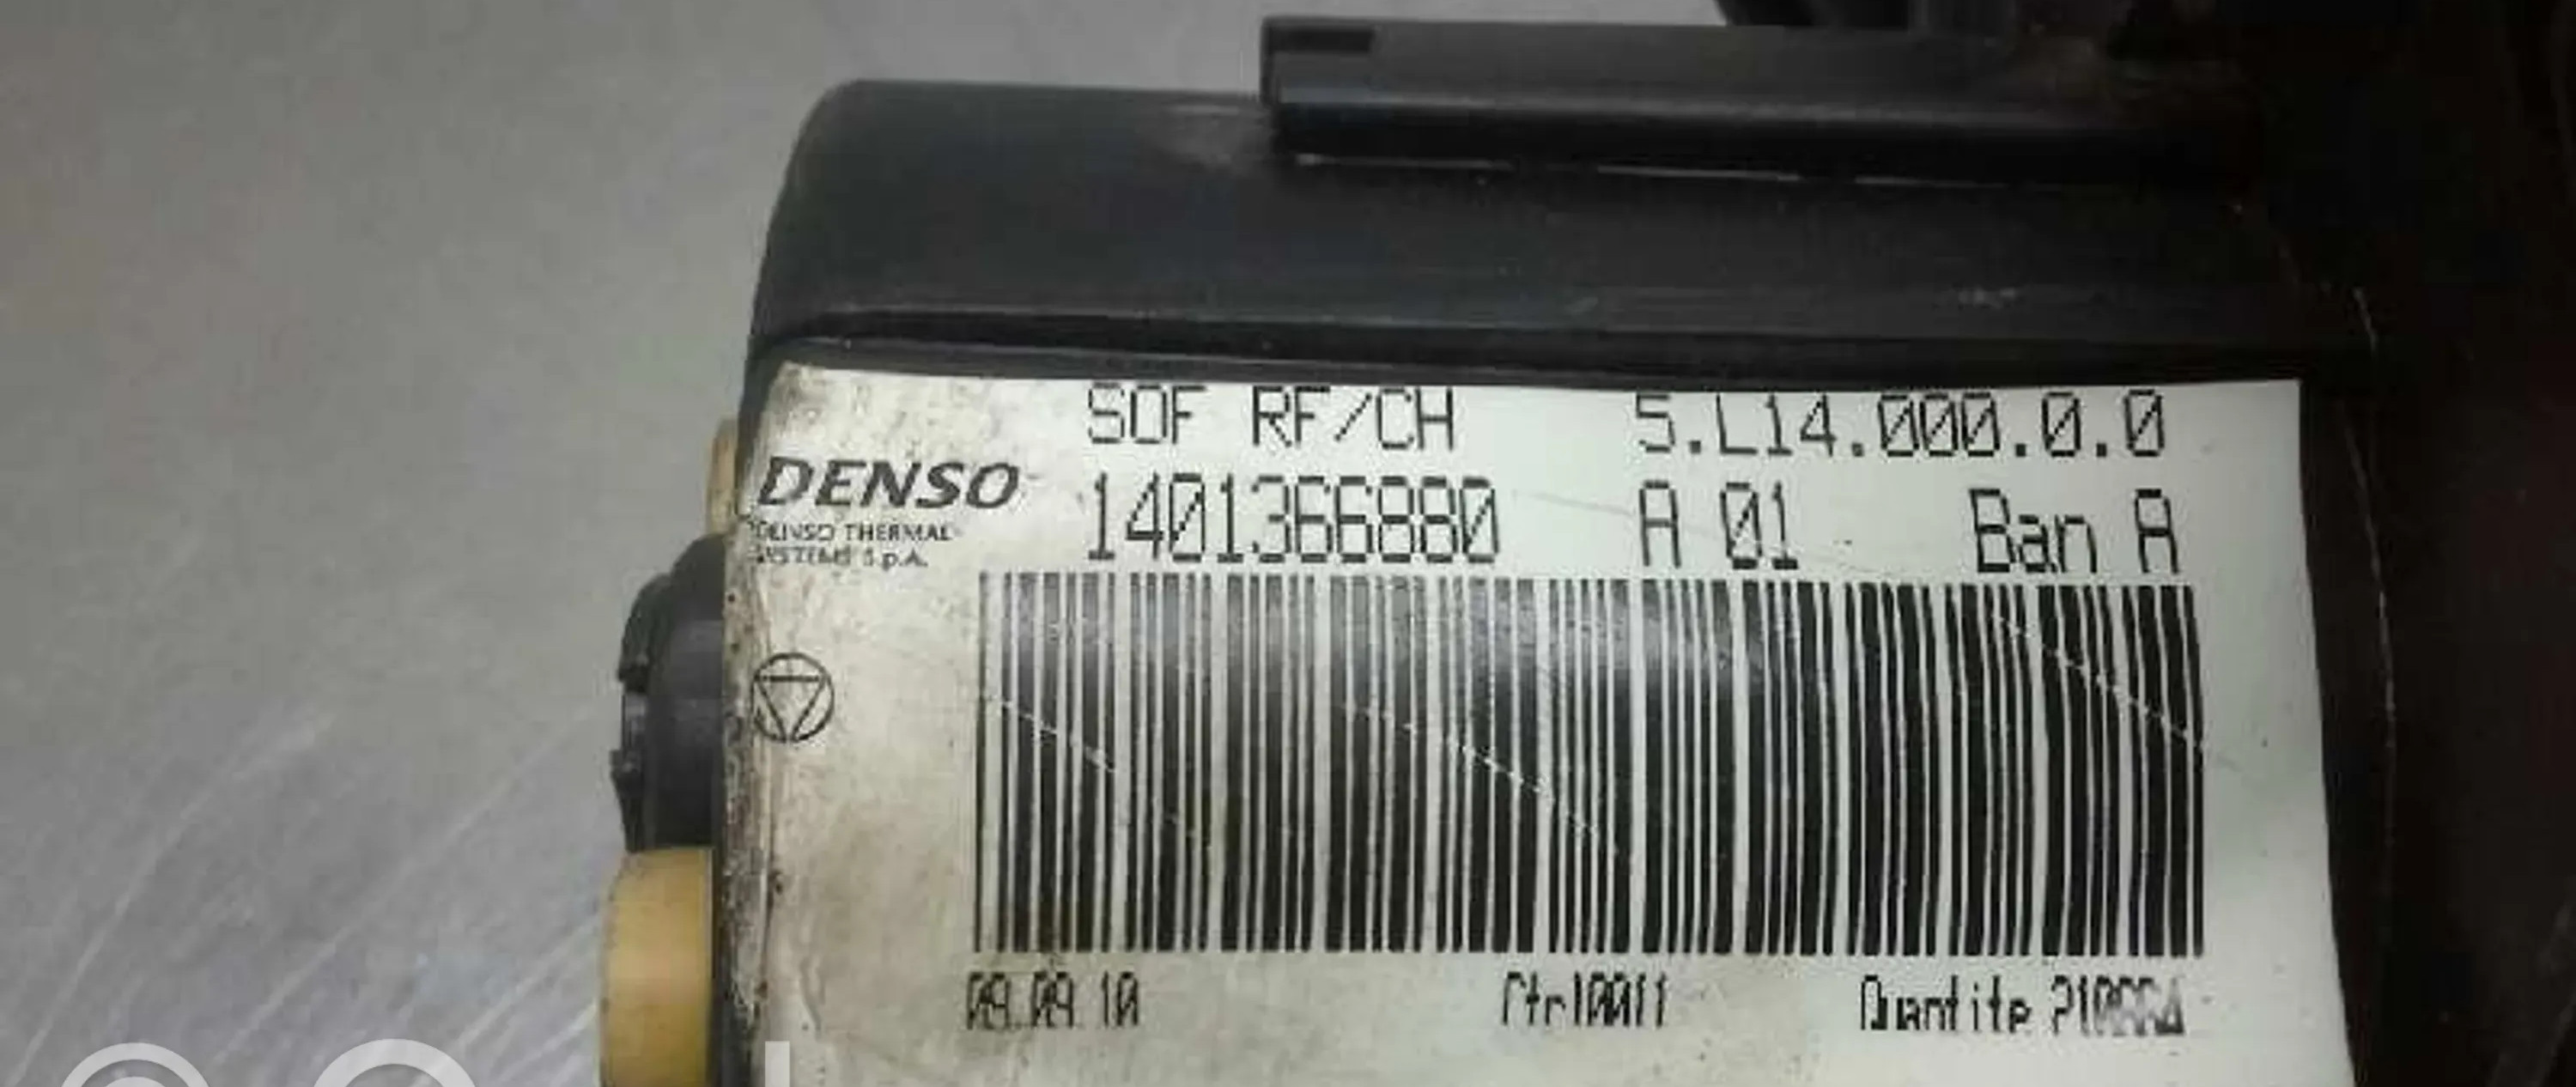 SOF RF/CH 5.L14.000.0.0
DENSO 1401366880 A 01 Ban A
DENSO THERMAL
SYSTEMS S.p.A.
09.09.10 Ctr10011 Quantite